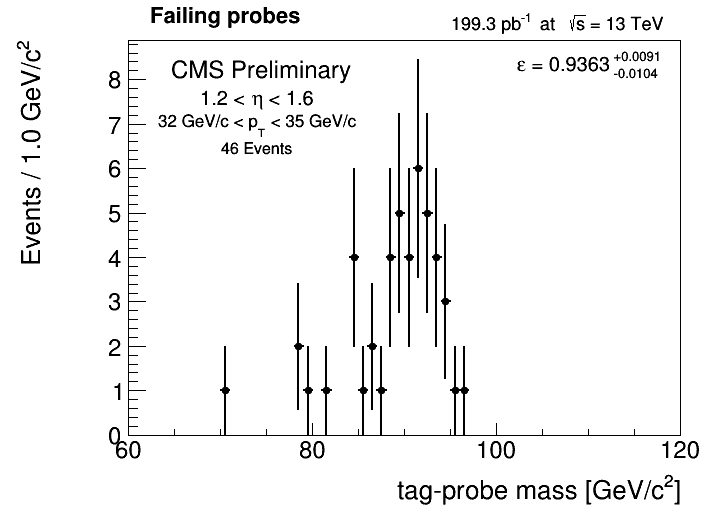 Failing probes
199.3 pb⁻¹ at √s = 13 TeV
CMS Preliminary
ε = 0.9363 +0.0091 -0.0104
1.2 < η < 1.6
32 GeV/c < p_T < 35 GeV/c
46 Events
Events / 1.0 GeV/c²
8
7
6
5
4
3
2
1
0
60 80 100 120
tag-probe mass [GeV/c²]